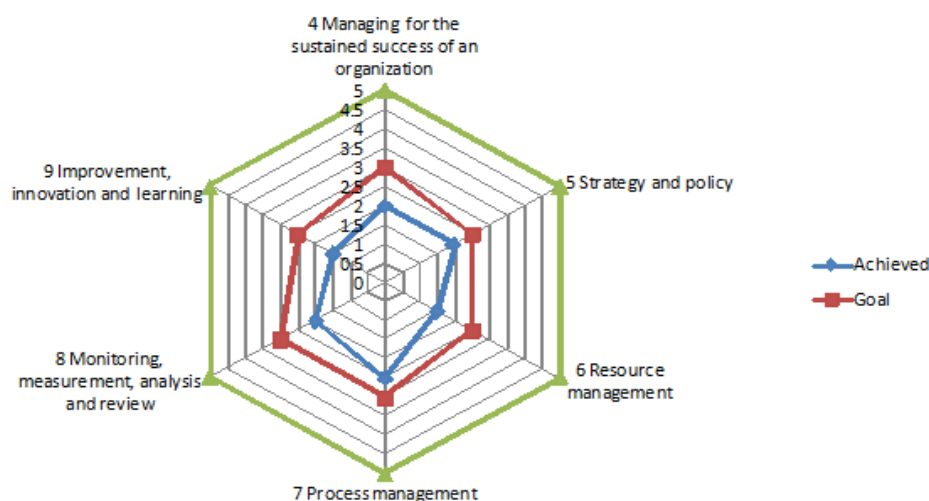 4 Managing for the
sustained success of an
organization
5
4.5
4
3.5
3
2.5
2
1.5
1
0.5
0
9 Improvement,
innovation and learning
5 Strategy and policy
Achieved
Goal
8 Monitoring,
measurement, analysis
and review
6 Resource
management
7 Process management